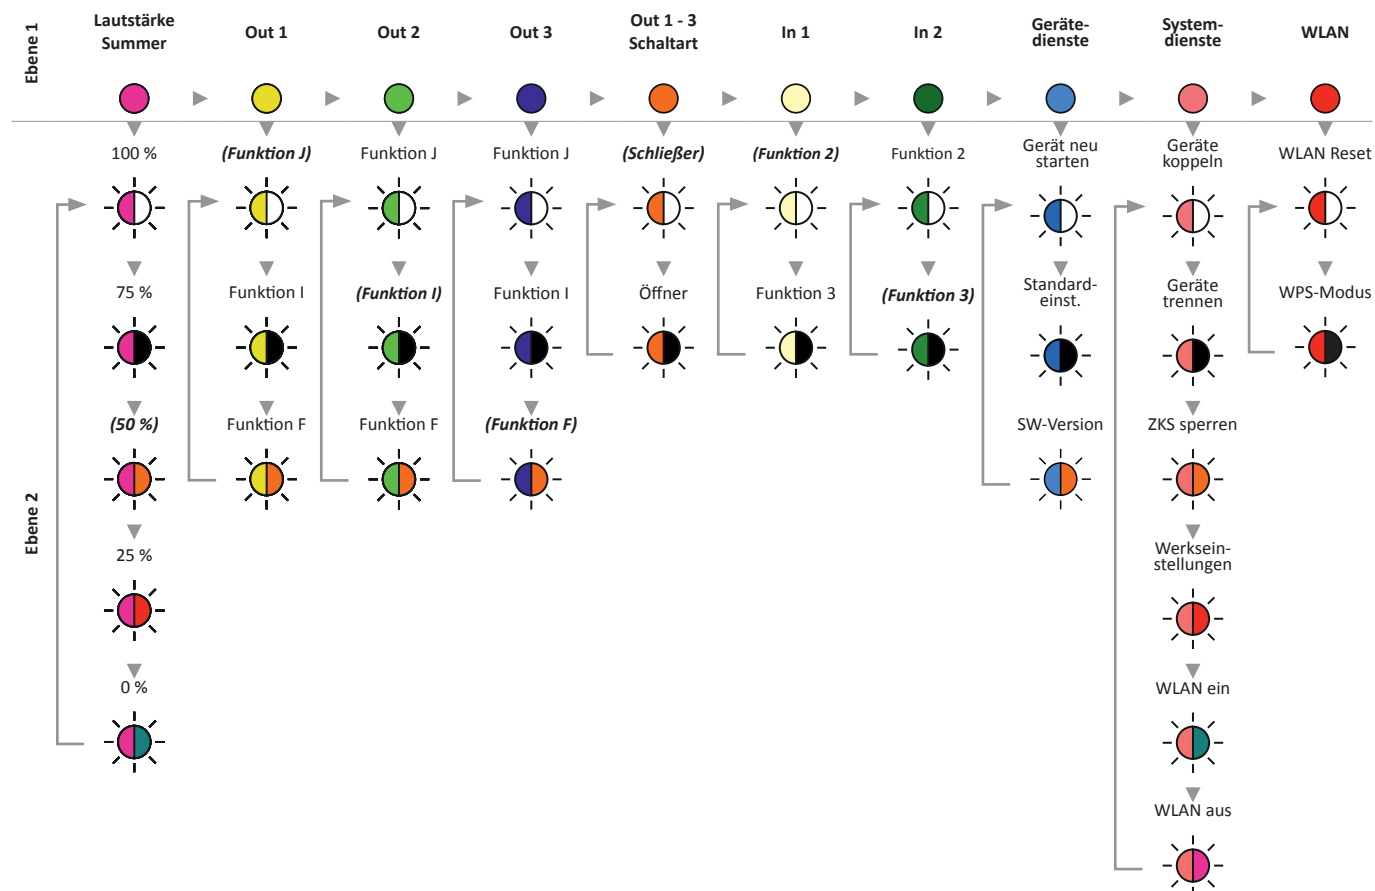 Ebene 1
Lautstärke
Summer
Out 1
Out 2
Out 3
Out 1 - 3
Schaltart
In 1
In 2
Geräte-
dienste
System-
dienste
WLAN
Ebene 2
100 %
(Funktion J)
Funktion J
Funktion J
(Schließer)
(Funktion 2)
Funktion 2
Gerät neu
starten
Geräte
koppeln
WLAN Reset
75 %
Funktion I
(Funktion I)
Funktion I
Öffner
Funktion 3
(Funktion 3)
Standard-
einst.
Geräte
trennen
WPS-Modus
(50 %)
Funktion F
Funktion F
(Funktion F)
SW-Version
ZKS sperren
25 %
Werksein-
stellungen
0 %
WLAN ein
WLAN aus